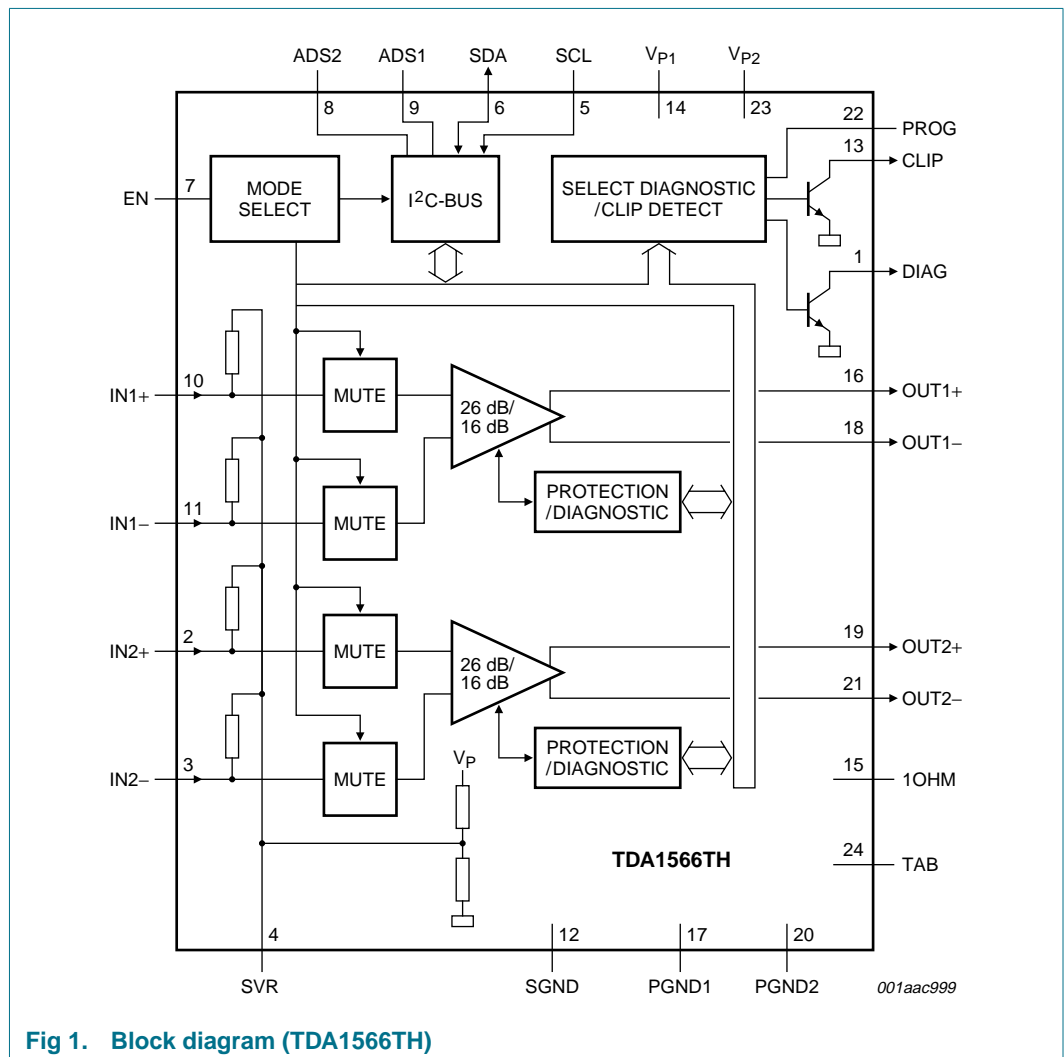 ADS2 ADS1 SDA SCL VP1 VP2
8 9 6 5 14 23
22 PROG
13 CLIP
7
EN
MODE
SELECT
I2C-BUS
SELECT DIAGNOSTIC
/CLIP DETECT
1 DIAG
10
IN1+
MUTE
26 dB/
16 dB
16
OUT1+
18
OUT1−
11
IN1−
MUTE
PROTECTION
/DIAGNOSTIC
2
IN2+
MUTE
26 dB/
16 dB
19
OUT2+
21
OUT2−
3
IN2−
MUTE
VP
PROTECTION
/DIAGNOSTIC
15
1OHM
TDA1566TH
24
TAB
4 12 17 20
SVR SGND PGND1 PGND2 001aac999
Fig 1. Block diagram (TDA1566TH)